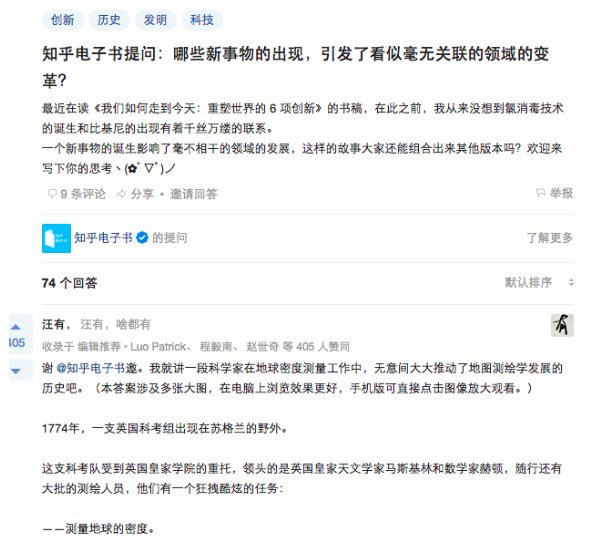 创新 历史 发明 科技
知乎电子书提问：哪些新事物的出现，引发了看似毫无关联的领域的变
革？
最近在读《我们如何走到今天：重塑世界的 6 项创新》的书稿，在此之前，我从来没想到氯消毒技术
的诞生和比基尼的出现有着千丝万缕的联系。
一个新事物的诞生影响了毫不相干的领域的发展，这样的故事大家还能组合出来其他版本吗？欢迎来
写下你的思考丶(✿ﾟ▽ﾟ)ノ
9 条评论 分享 • 邀请回答 举报
知乎电子书 的提问 了解更多
74 个回答 默认排序
汪有，汪有，啥都有
405
收录于 编辑推荐 • Luo Patrick、 程毅南、 赵世奇 等 405 人赞同
谢 @知乎电子书邀。我就讲一段科学家在地球密度测量工作中，无意间大大推动了地图测绘学发展的
历史吧。（本答案涉及多张大图，在电脑上浏览效果更好，手机版可直接点击图像放大观看。）
1774年，一支英国科考组出现在苏格兰的野外。
这支科考队受到英国皇家学院的重托，领头的是英国皇家天文学家马斯基林和数学家赫顿，随行还有
大批的测绘人员，他们有一个狂拽酷炫的任务：
——测量地球的密度。